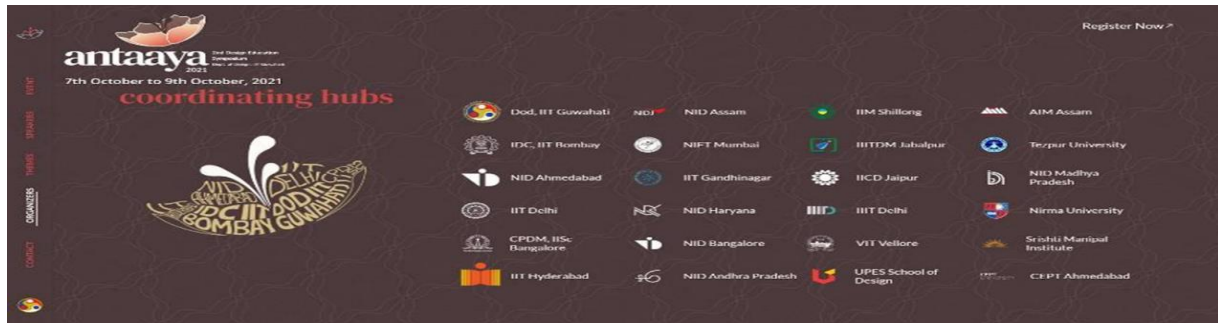 Register Now↗
antaaya
2021
2nd Design Education
Symposium
7th October to 9th October, 2021
coordinating hubs
EVENT
SPEAKERS
THEMES
ORGANIZERS
CONTACT
NID
AHMEDABAD
DELHI
IIT
IDC IIT
BOMBAY
DOD IIT
GUWAHATI
Dod, IIT Guwahati
NID Assam
IIM Shillong
AIM Assam
IDC, IIT Bombay
NIFT Mumbai
IIITDM Jabalpur
Tezpur University
NID Ahmedabad
IIT Gandhinagar
IICD Jaipur
NID Madhya
Pradesh
IIT Delhi
NID Haryana
IIIT Delhi
Nirma University
CPDM, IISc
Bangalore
NID Bangalore
VIT Vellore
Srishti Manipal
Institute
IIT Hyderabad
NID Andhra Pradesh
UPES School of
Design
CEPT Ahmedabad